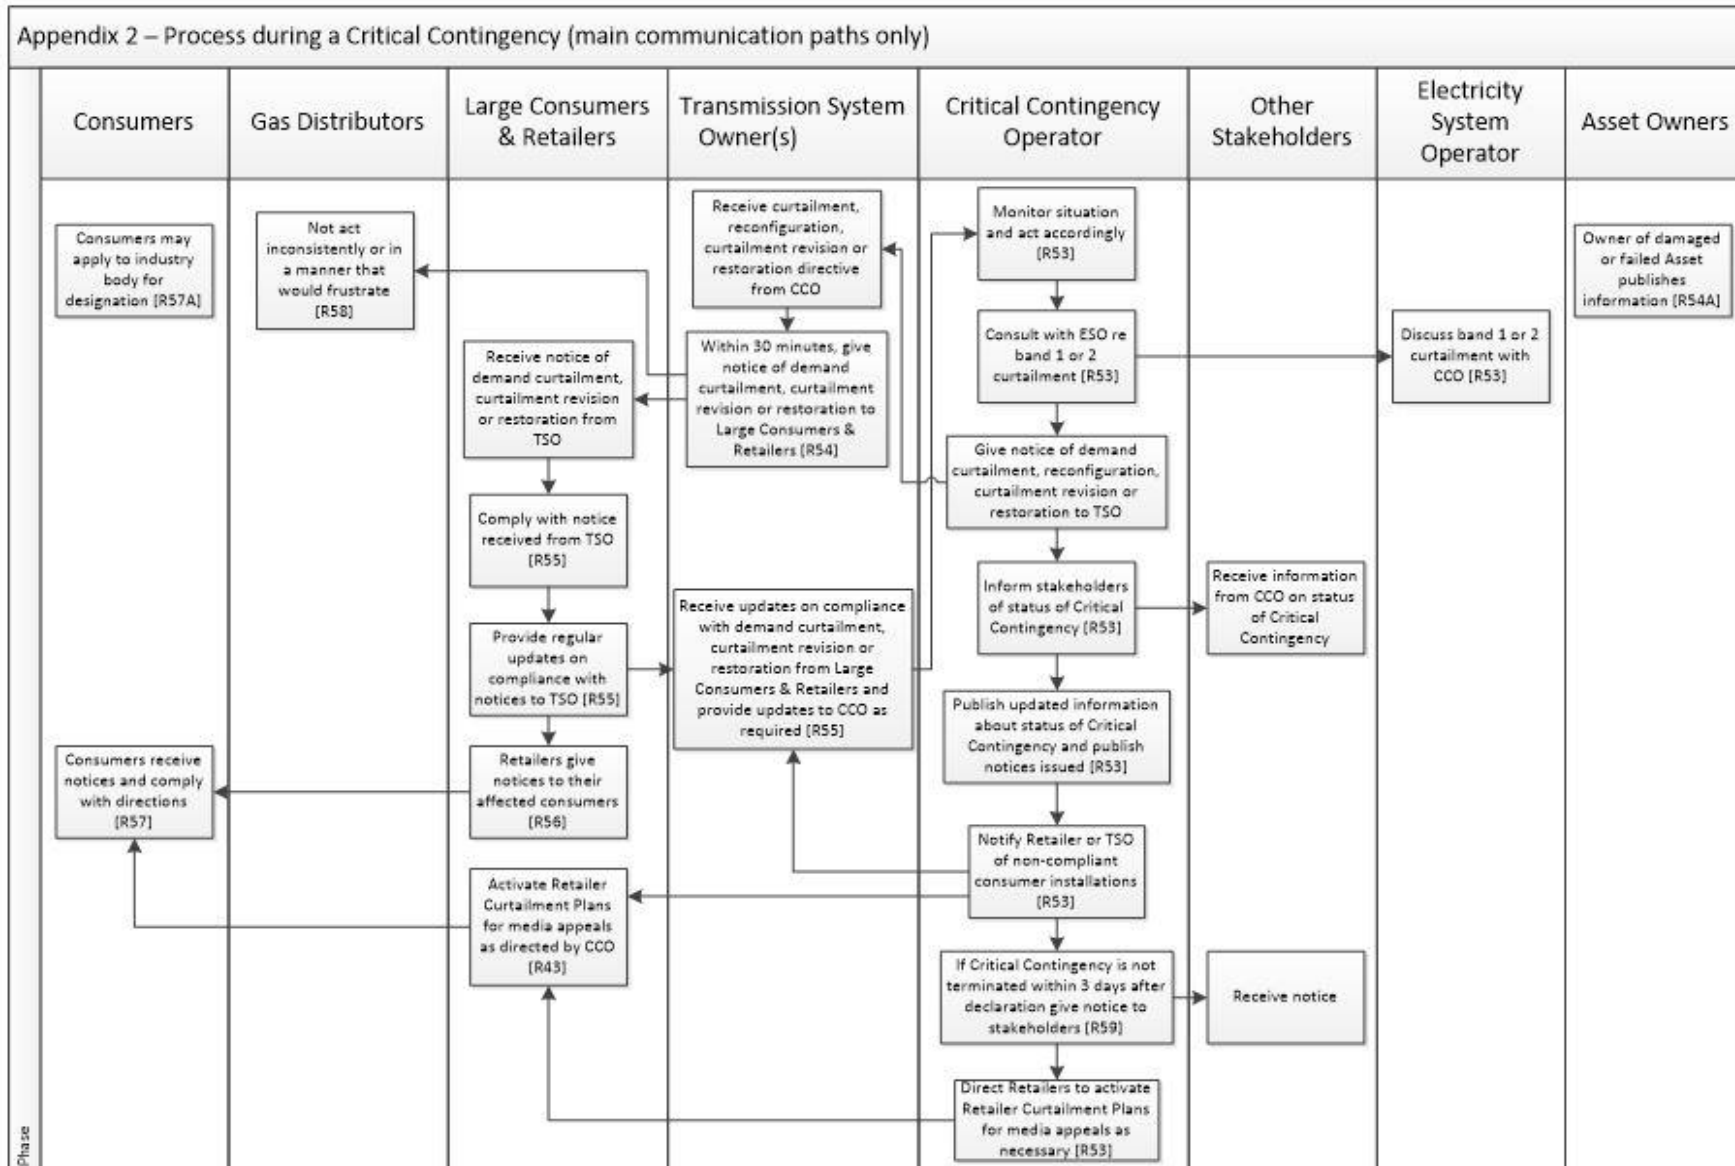 Appendix 2 – Process during a Critical Contingency (main communication paths only)
Consumers
Gas Distributors
Large Consumers
& Retailers
Transmission System
Owner(s)
Critical Contingency
Operator
Other
Stakeholders
Electricity
System
Operator
Asset Owners
Consumers may
apply to industry
body for
designation [R57A]
Consumers receive
notices and comply
with directions
[R57]
Not act
inconsistently or in
a manner that
would frustrate
[R58]
Receive notice of
demand curtailment,
curtailment revision
or restoration from
TSO
Comply with notice
received from TSO
[R55]
Provide regular
updates on
compliance with
notices to TSO [R55]
Retailers give
notices to their
affected consumers
[R56]
Activate Retailer
Curtailment Plans
for media appeals
as directed by CCO
[R43]
Receive curtailment,
reconfiguration,
curtailment revision or
restoration directive
from CCO
Within 30 minutes, give
notice of demand
curtailment, curtailment
revision or restoration to
Large Consumers &
Retailers [R54]
Receive updates on compliance
with demand curtailment,
curtailment revision or
restoration from Large
Consumers & Retailers and
provide updates to CCO as
required [R55]
Monitor situation
and act accordingly
[R53]
Consult with ESO re
band 1 or 2
curtailment [R53]
Give notice of demand
curtailment, reconfiguration,
curtailment revision or
restoration to TSO
Inform stakeholders
of status of Critical
Contingency [R53]
Publish updated information
about status of Critical
Contingency and publish
notices issued [R53]
Notify Retailer or TSO
of non-compliant
consumer installations
[R53]
If Critical Contingency is not
terminated within 3 days after
declaration give notice to
stakeholders [R59]
Direct Retailers to activate
Retailer Curtailment Plans
for media appeals as
necessary [R53]
Receive information
from CCO on status
of Critical
Contingency
Receive notice
Discuss band 1 or 2
curtailment with
CCO [R53]
Owner of damaged
or failed Asset
publishes
information [R54A]
Phase